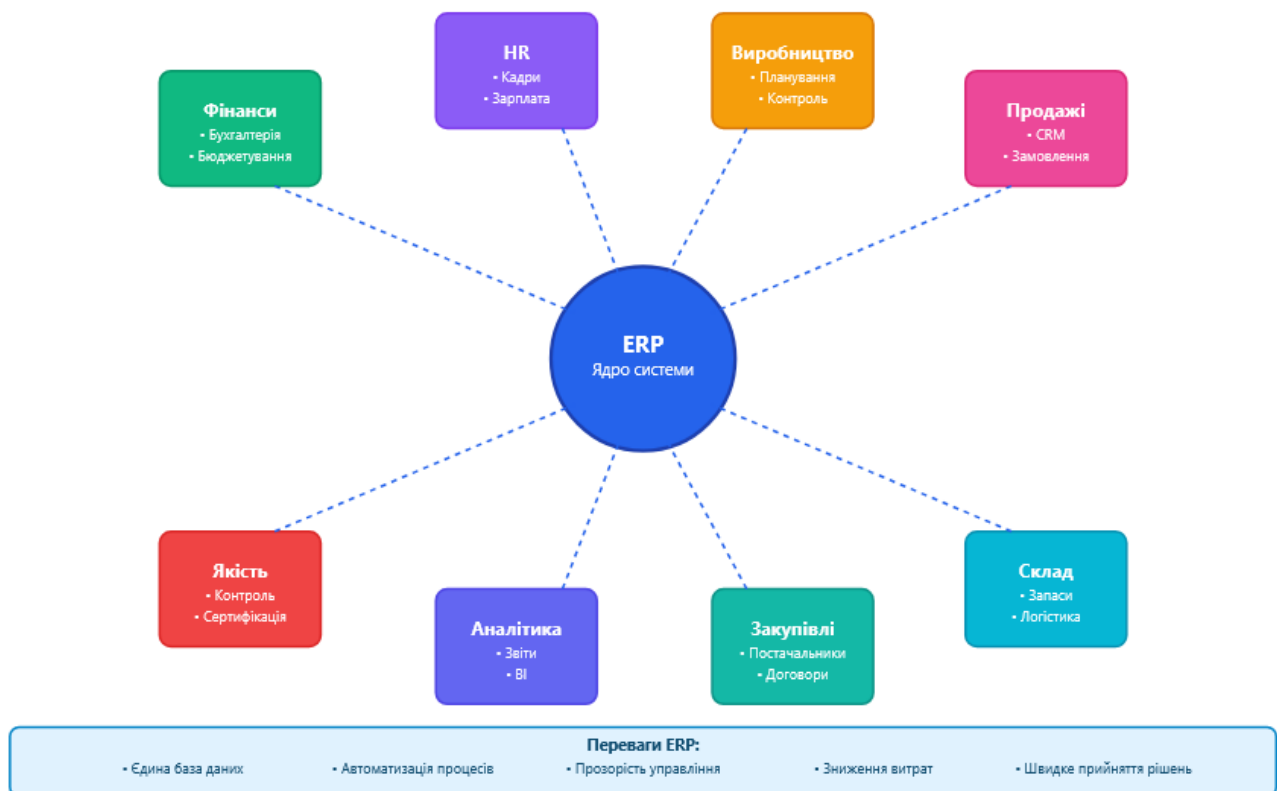 HR
• Кадри
• Зарплата
Виробництво
• Планування
• Контроль
Фінанси
• Бухгалтерія
• Бюджетування
Продажі
• CRM
• Замовлення
ERP
Ядро системи
Якість
• Контроль
• Сертифікація
Аналітика
• Звіти
• BI
Закупівлі
• Постачальники
• Договори
Склад
• Запаси
• Логістика
Переваги ERP:
• Єдина база даних • Автоматизація процесів • Прозорість управління • Зниження витрат • Швидке прийняття рішень